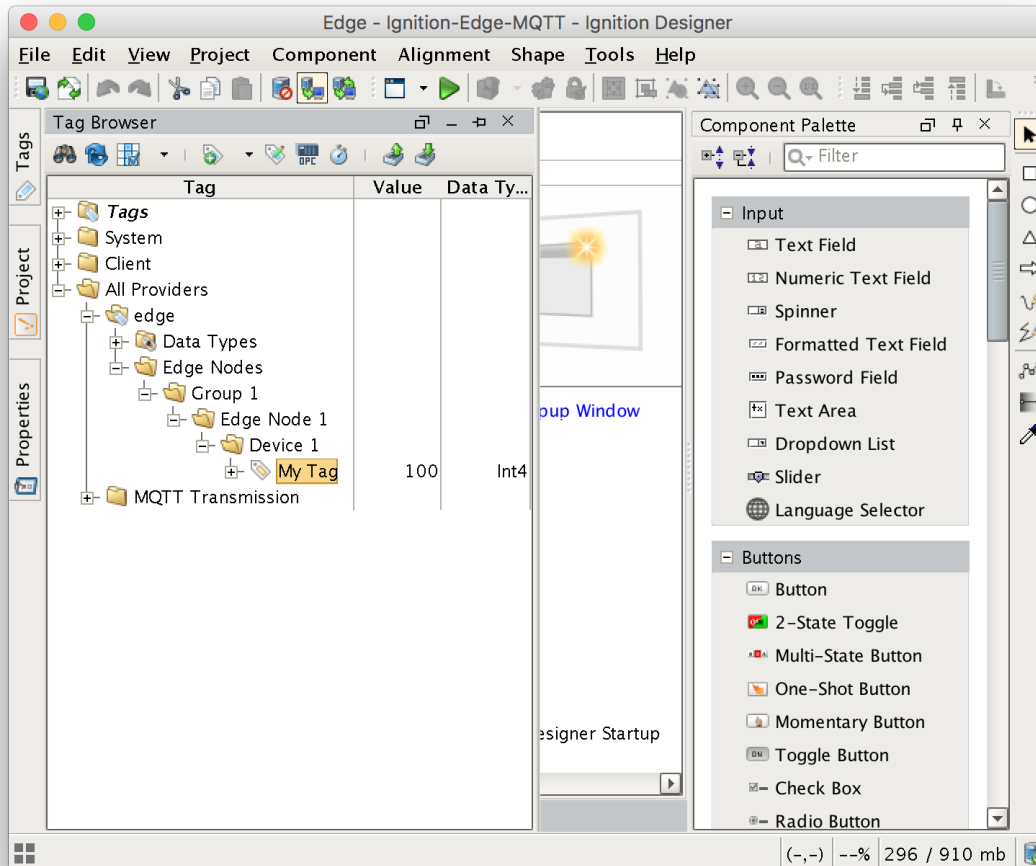 Edge - Ignition-Edge-MQTT - Ignition Designer
File Edit View Project Component Alignment Shape Tools Help
Tags
Project
Properties
Tag Browser
OPC
Tag Value Data Ty...
Tags
System
Client
All Providers
edge
Data Types
Edge Nodes
Group 1
Edge Node 1
Device 1
My Tag 100 Int4
MQTT Transmission
pup Window
esigner Startup
Component Palette
Filter
Input
Text Field
Numeric Text Field
Spinner
Formatted Text Field
Password Field
Text Area
Dropdown List
Slider
Language Selector
Buttons
OK Button
2-State Toggle
Multi-State Button
One-Shot Button
Momentary Button
ON Toggle Button
Check Box
Radio Button
(-,-) --% 296 / 910 mb